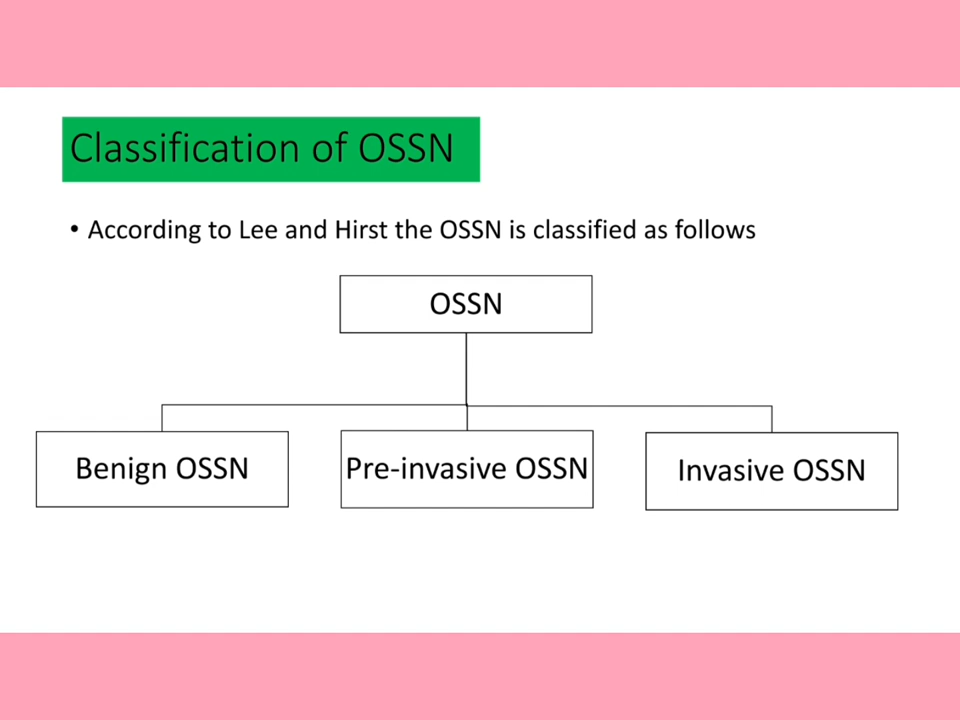 Classification of OSSN
• According to Lee and Hirst the OSSN is classified as follows
OSSN
Benign OSSN
Pre-invasive OSSN
Invasive OSSN